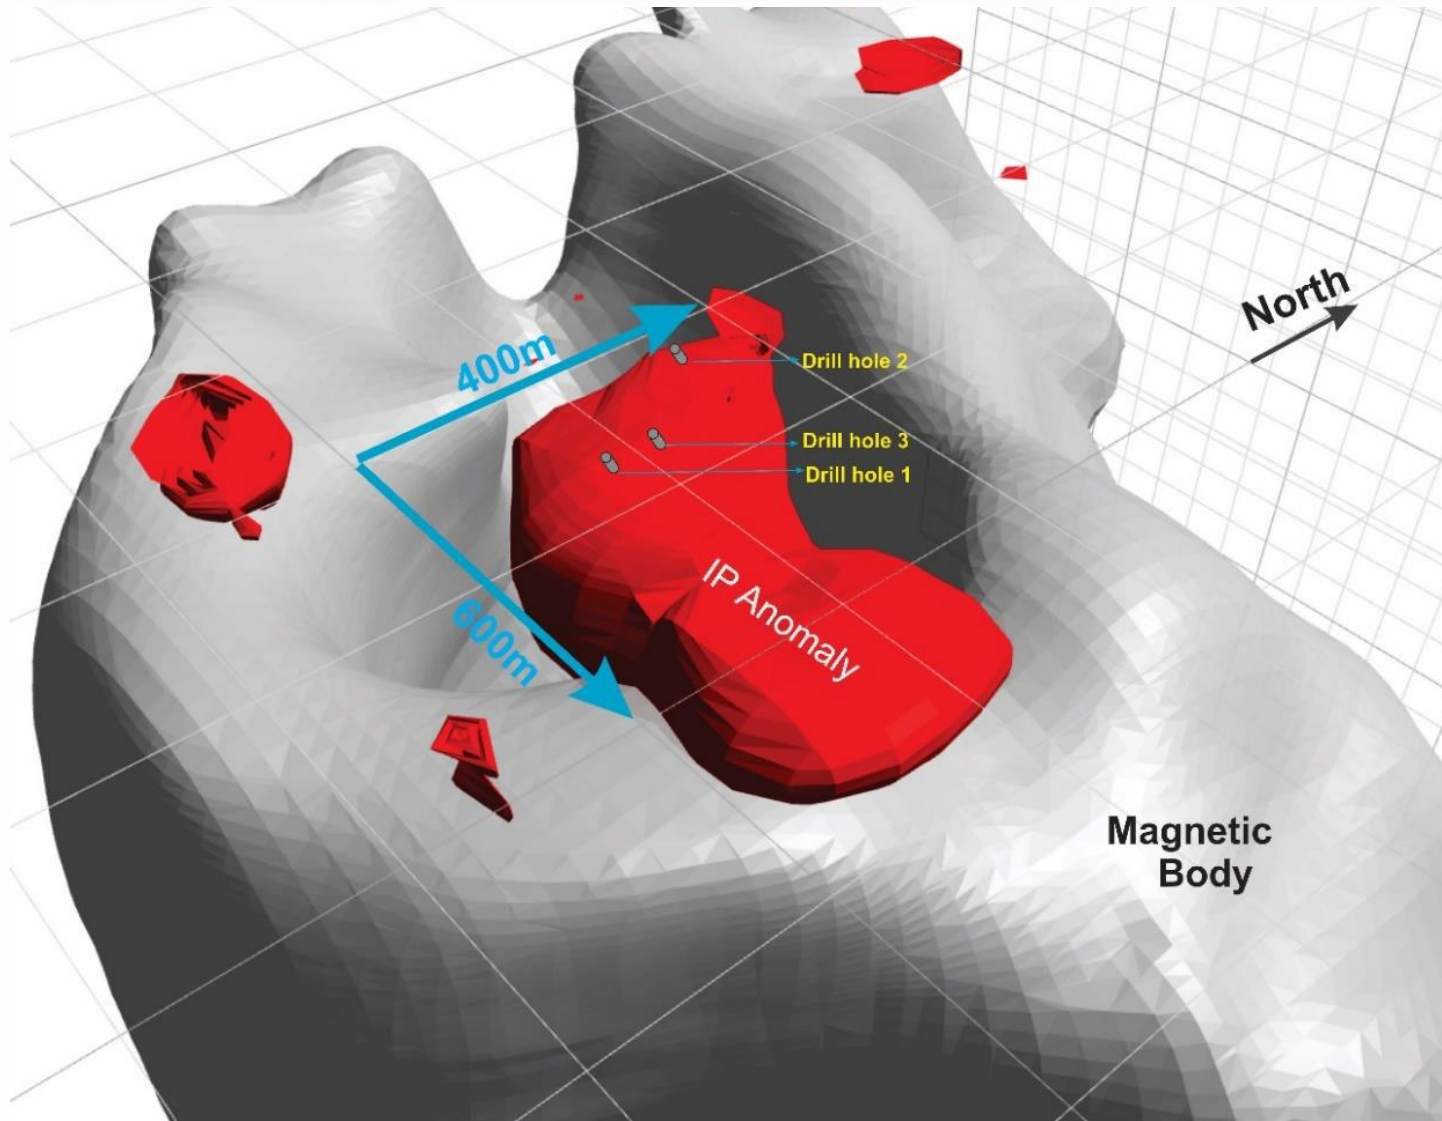 North
400m
Drill hole 2
Drill hole 3
Drill hole 1
IP Anomaly
600m
Magnetic
Body